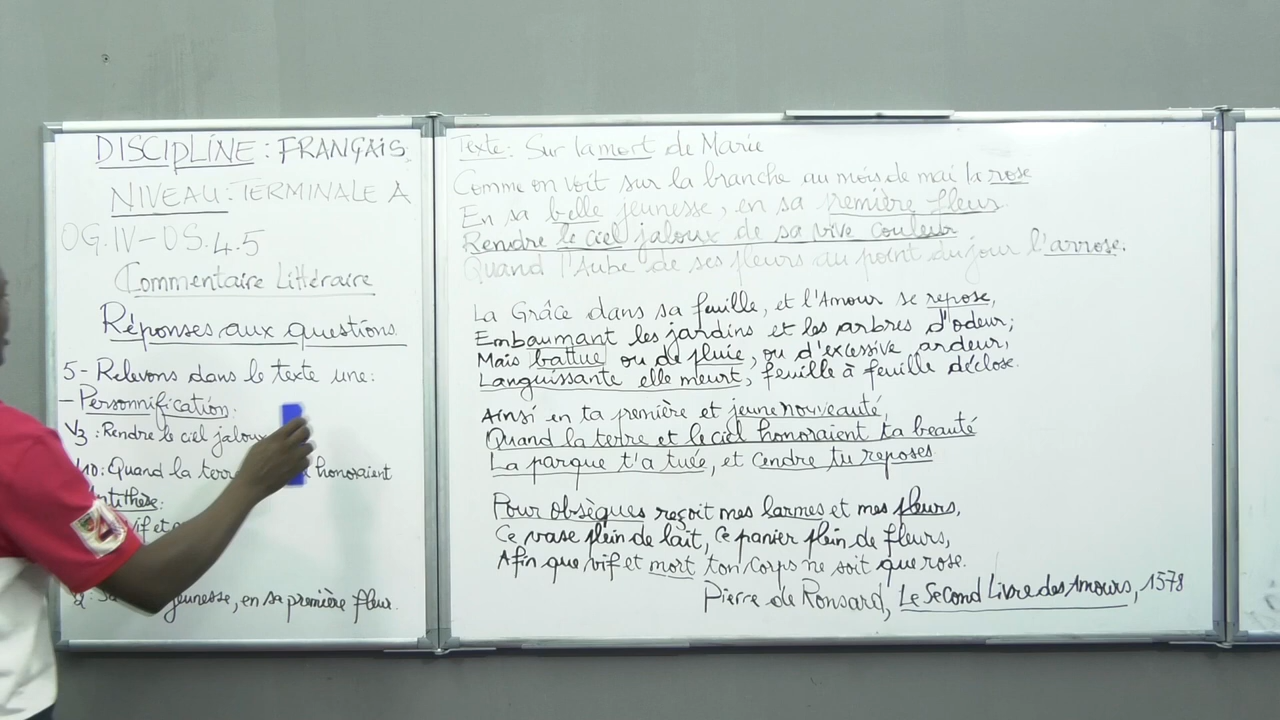 DISCIPLINE : FRANÇAIS
NIVEAU : TERMINALE A
OG.IV-OS.4.5
Commentaire Littéraire
Réponses aux questions
5- Relevons dans le texte une:
- Personnification:
V3 : Rendre le ciel jaloux
10: Quand la honoraient
vif et
jeunesse, en sa première fleur.
Texte: Sur la mort de Marie
Comme on voit sur la branche au mois de mai la rose
En sa belle jeunesse, en sa première fleur
Rendre le ciel jaloux de sa vive couleur
Quand l'Aube de ses fleurs au point du jour l'arrose.
La Grâce dans sa feuille, et l'Amour se repose,
Embaumant les jardins et les arbres d'odeur;
Mais battue ou de pluie, ou d'excessive ardeur,
Languissante elle meurt, feuille à feuille déclose.
Ainsi en ta première et jeune nouveauté,
Quand la terre et le ciel honoraient ta beauté
La parque t'a tuée, et cendre tu reposes
Pour obsèques reçoit mes larmes et mes pleurs,
Ce vase plein de lait, ce panier plein de fleurs,
Afin que vif et mort ton corps ne soit que rose.
Pierre de Ronsard, Le Second Livre des Amours, 1578